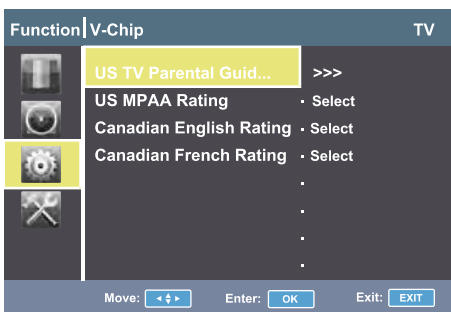 Function V-Chip TV
US TV Parental Guid... >>>
US MPAA Rating Select
Canadian English Rating Select
Canadian French Rating Select
Move: Enter: OK Exit: EXIT